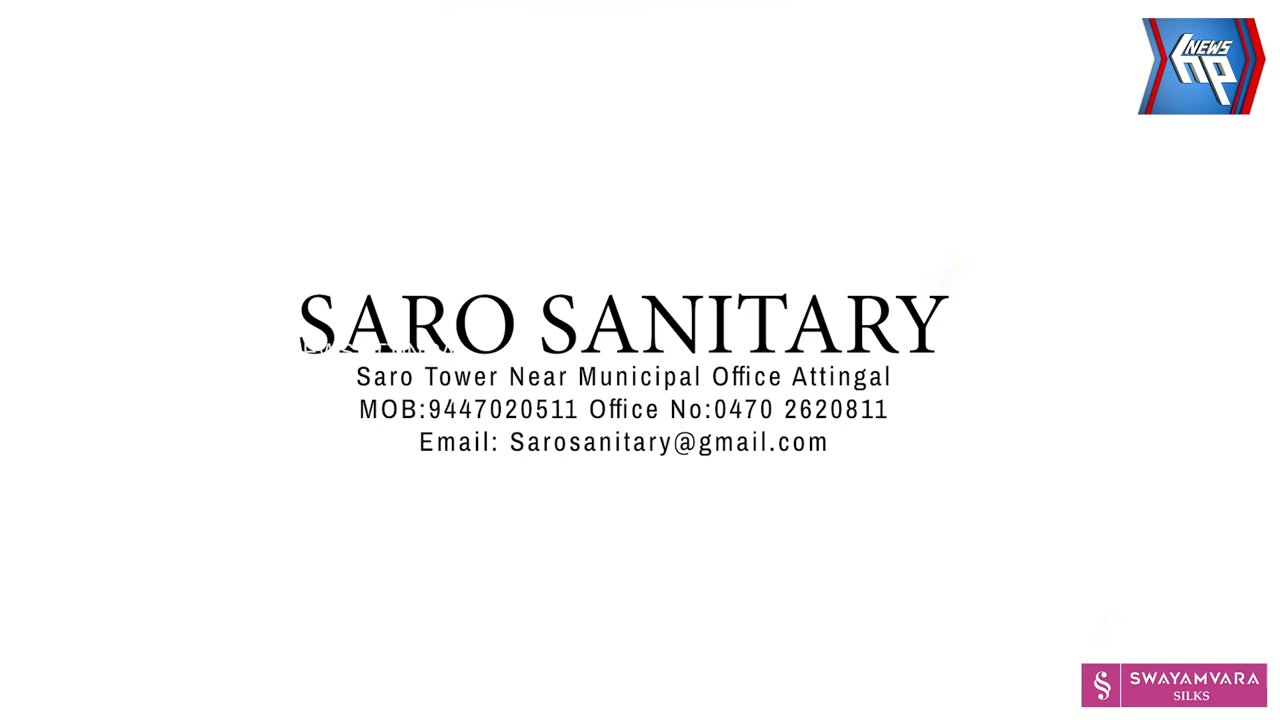 NEWS
hp
SARO SANITARY
Saro Tower Near Municipal Office Attingal
MOB:9447020511 Office No:0470 2620811
Email: Sarosanitary@gmail.com
SWAYAMVARA
SILKS